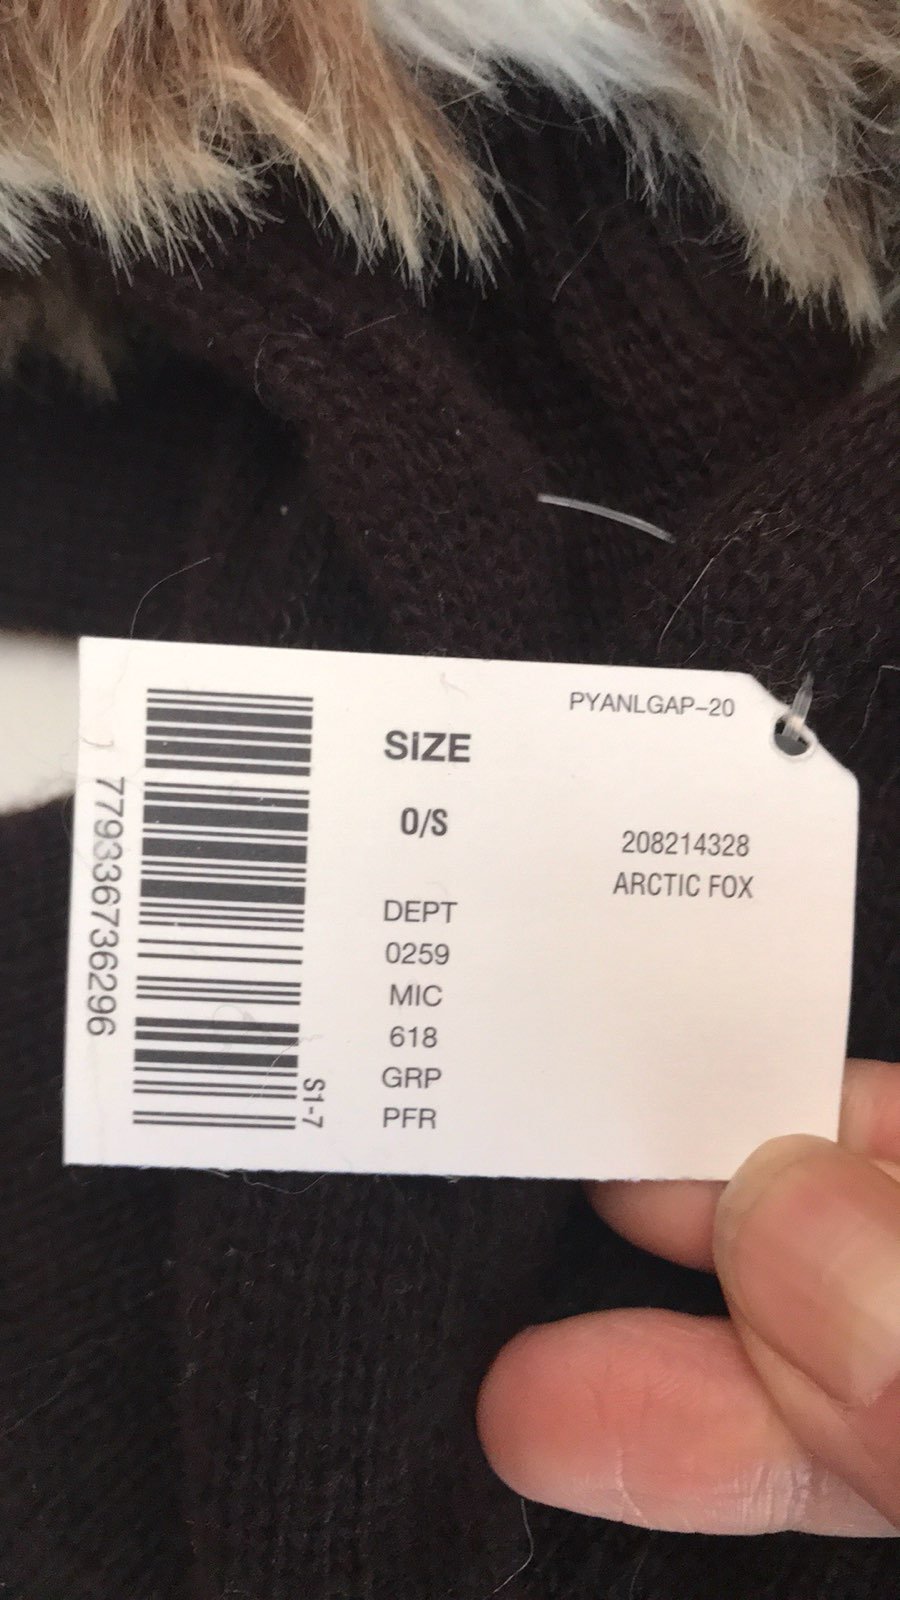 PYANLGAP-20
SIZE
O/S
208214328
ARCTIC FOX
DEPT
0259
MIC
618
GRP
PFR
779336736296
S1-7